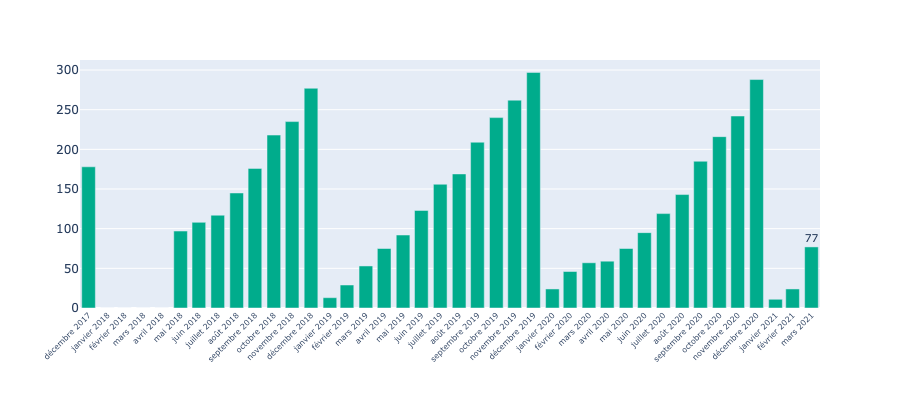 300
250
200
150
100
50
0
77
décembre 2017
janvier 2018
février 2018
mars 2018
avril 2018
mai 2018
juin 2018
juillet 2018
août 2018
septembre 2018
octobre 2018
novembre 2018
décembre 2018
janvier 2019
février 2019
mars 2019
avril 2019
mai 2019
juin 2019
juillet 2019
août 2019
septembre 2019
octobre 2019
novembre 2019
décembre 2019
janvier 2020
février 2020
mars 2020
avril 2020
mai 2020
juin 2020
juillet 2020
août 2020
septembre 2020
octobre 2020
novembre 2020
décembre 2020
janvier 2021
février 2021
mars 2021